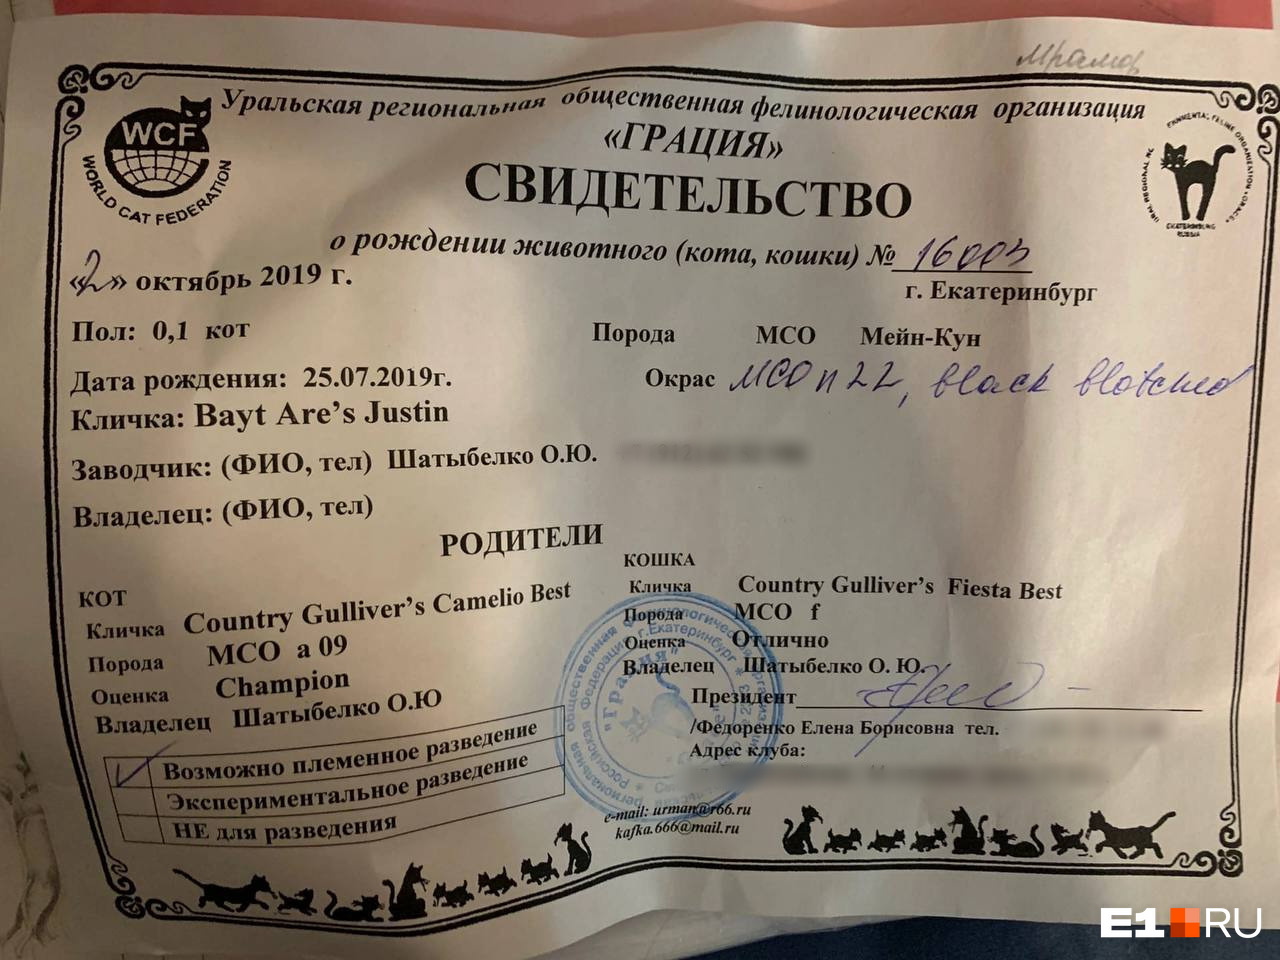 мрамор
Уральская региональная общественная фелинологическая организация
«ГРАЦИЯ»
WCF
WORLD CAT FEDERATION
EKATERINBURG
RUSSIA
СВИДЕТЕЛЬСТВО
о рождении животного (кота, кошки) № 16003
«2» октябрь 2019 г.
г. Екатеринбург
Пол: 0,1 кот Порода МСО Мейн-Кун
Дата рождения: 25.07.2019г. Окрас МСО n 22, black blotched
Кличка: Bayt Are's Justin
Заводчик: (ФИО, тел) Шатыбелко О.Ю.
Владелец: (ФИО, тел)
РОДИТЕЛИ
КОТ
Кличка Country Gulliver's Camelio Best
Порода МСО a 09
Оценка Champion
Владелец Шатыбелко О.Ю
КОШКА
Кличка Country Gulliver's Fiesta Best
Порода МСО f
Оценка Отлично
Владелец Шатыбелко О. Ю.
Президент
/Федоренко Елена Борисовна тел.
Адрес клуба:
Возможно племенное разведение
Экспериментальное разведение
НЕ для разведения
"Грация"
e-mail: urman@r66.ru
kafka.666@mail.ru
E1.RU